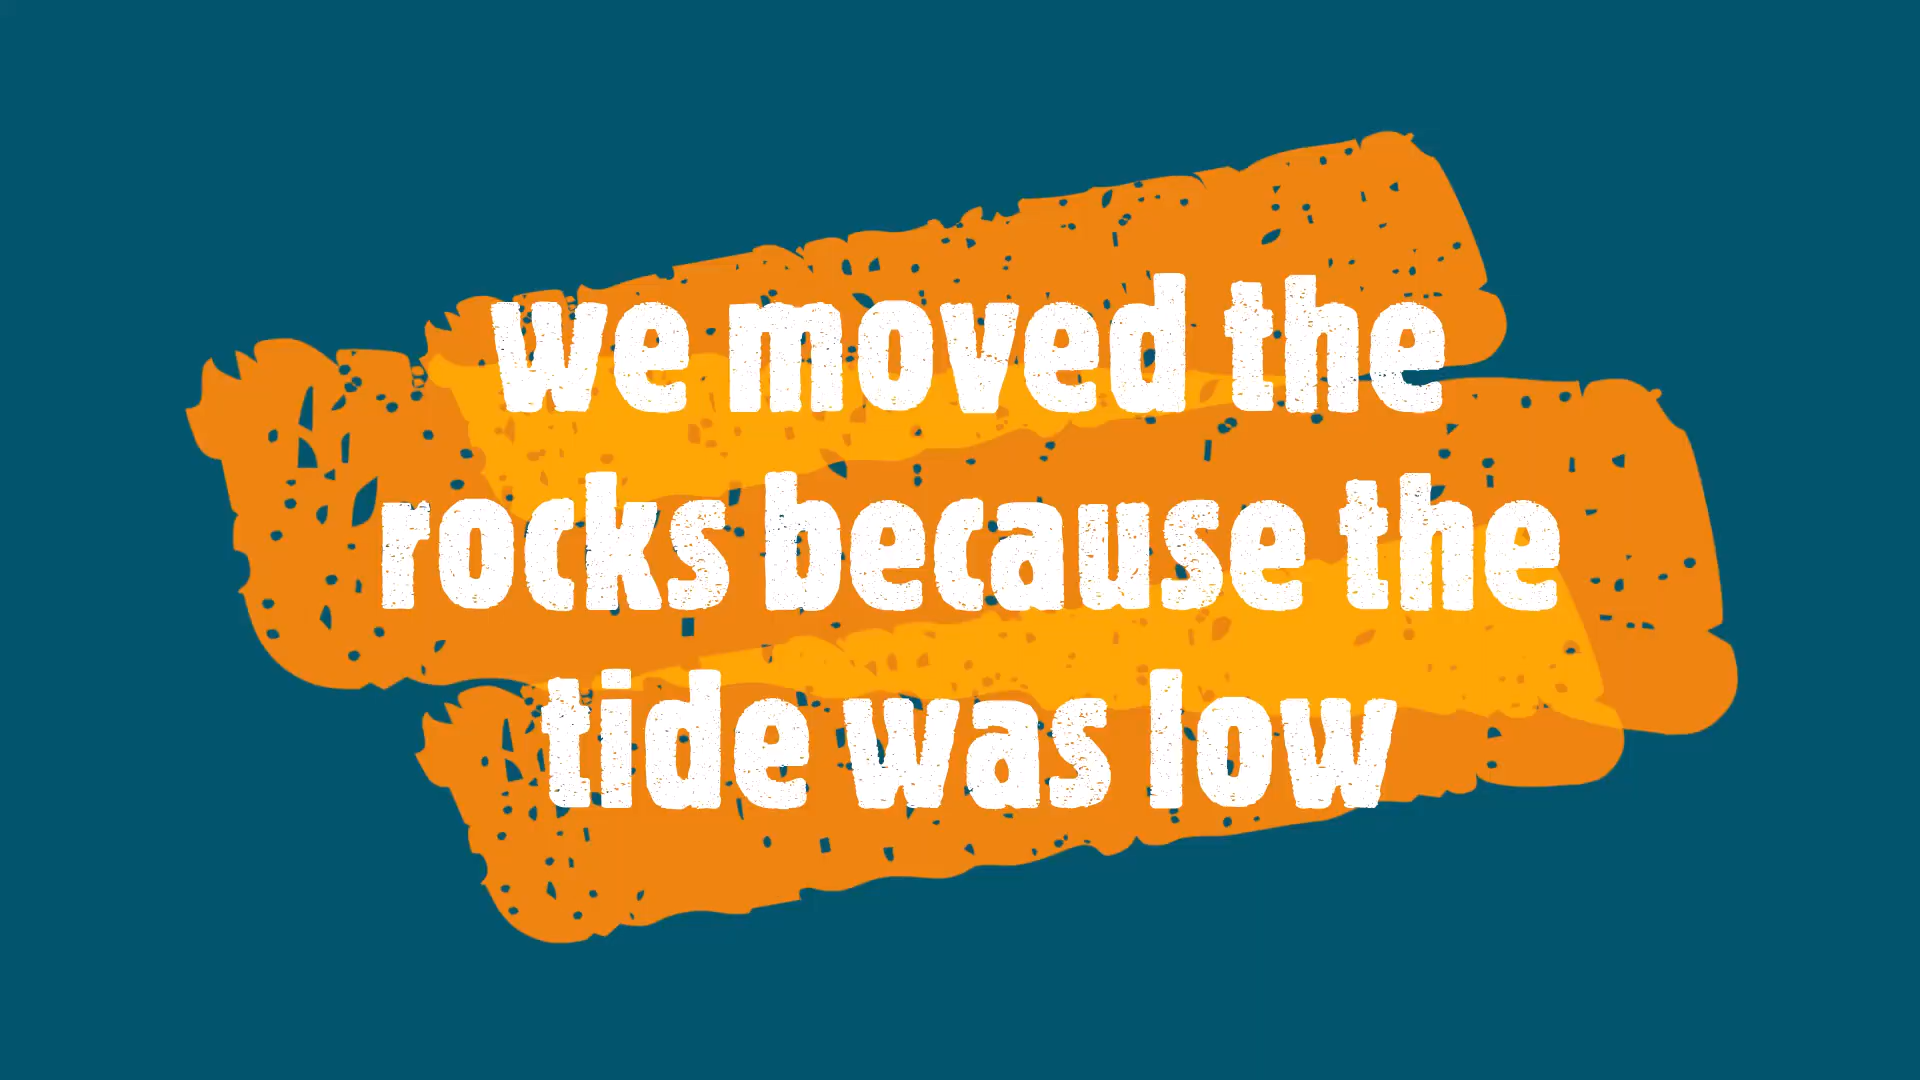 we moved the
rocks because the
tide was low